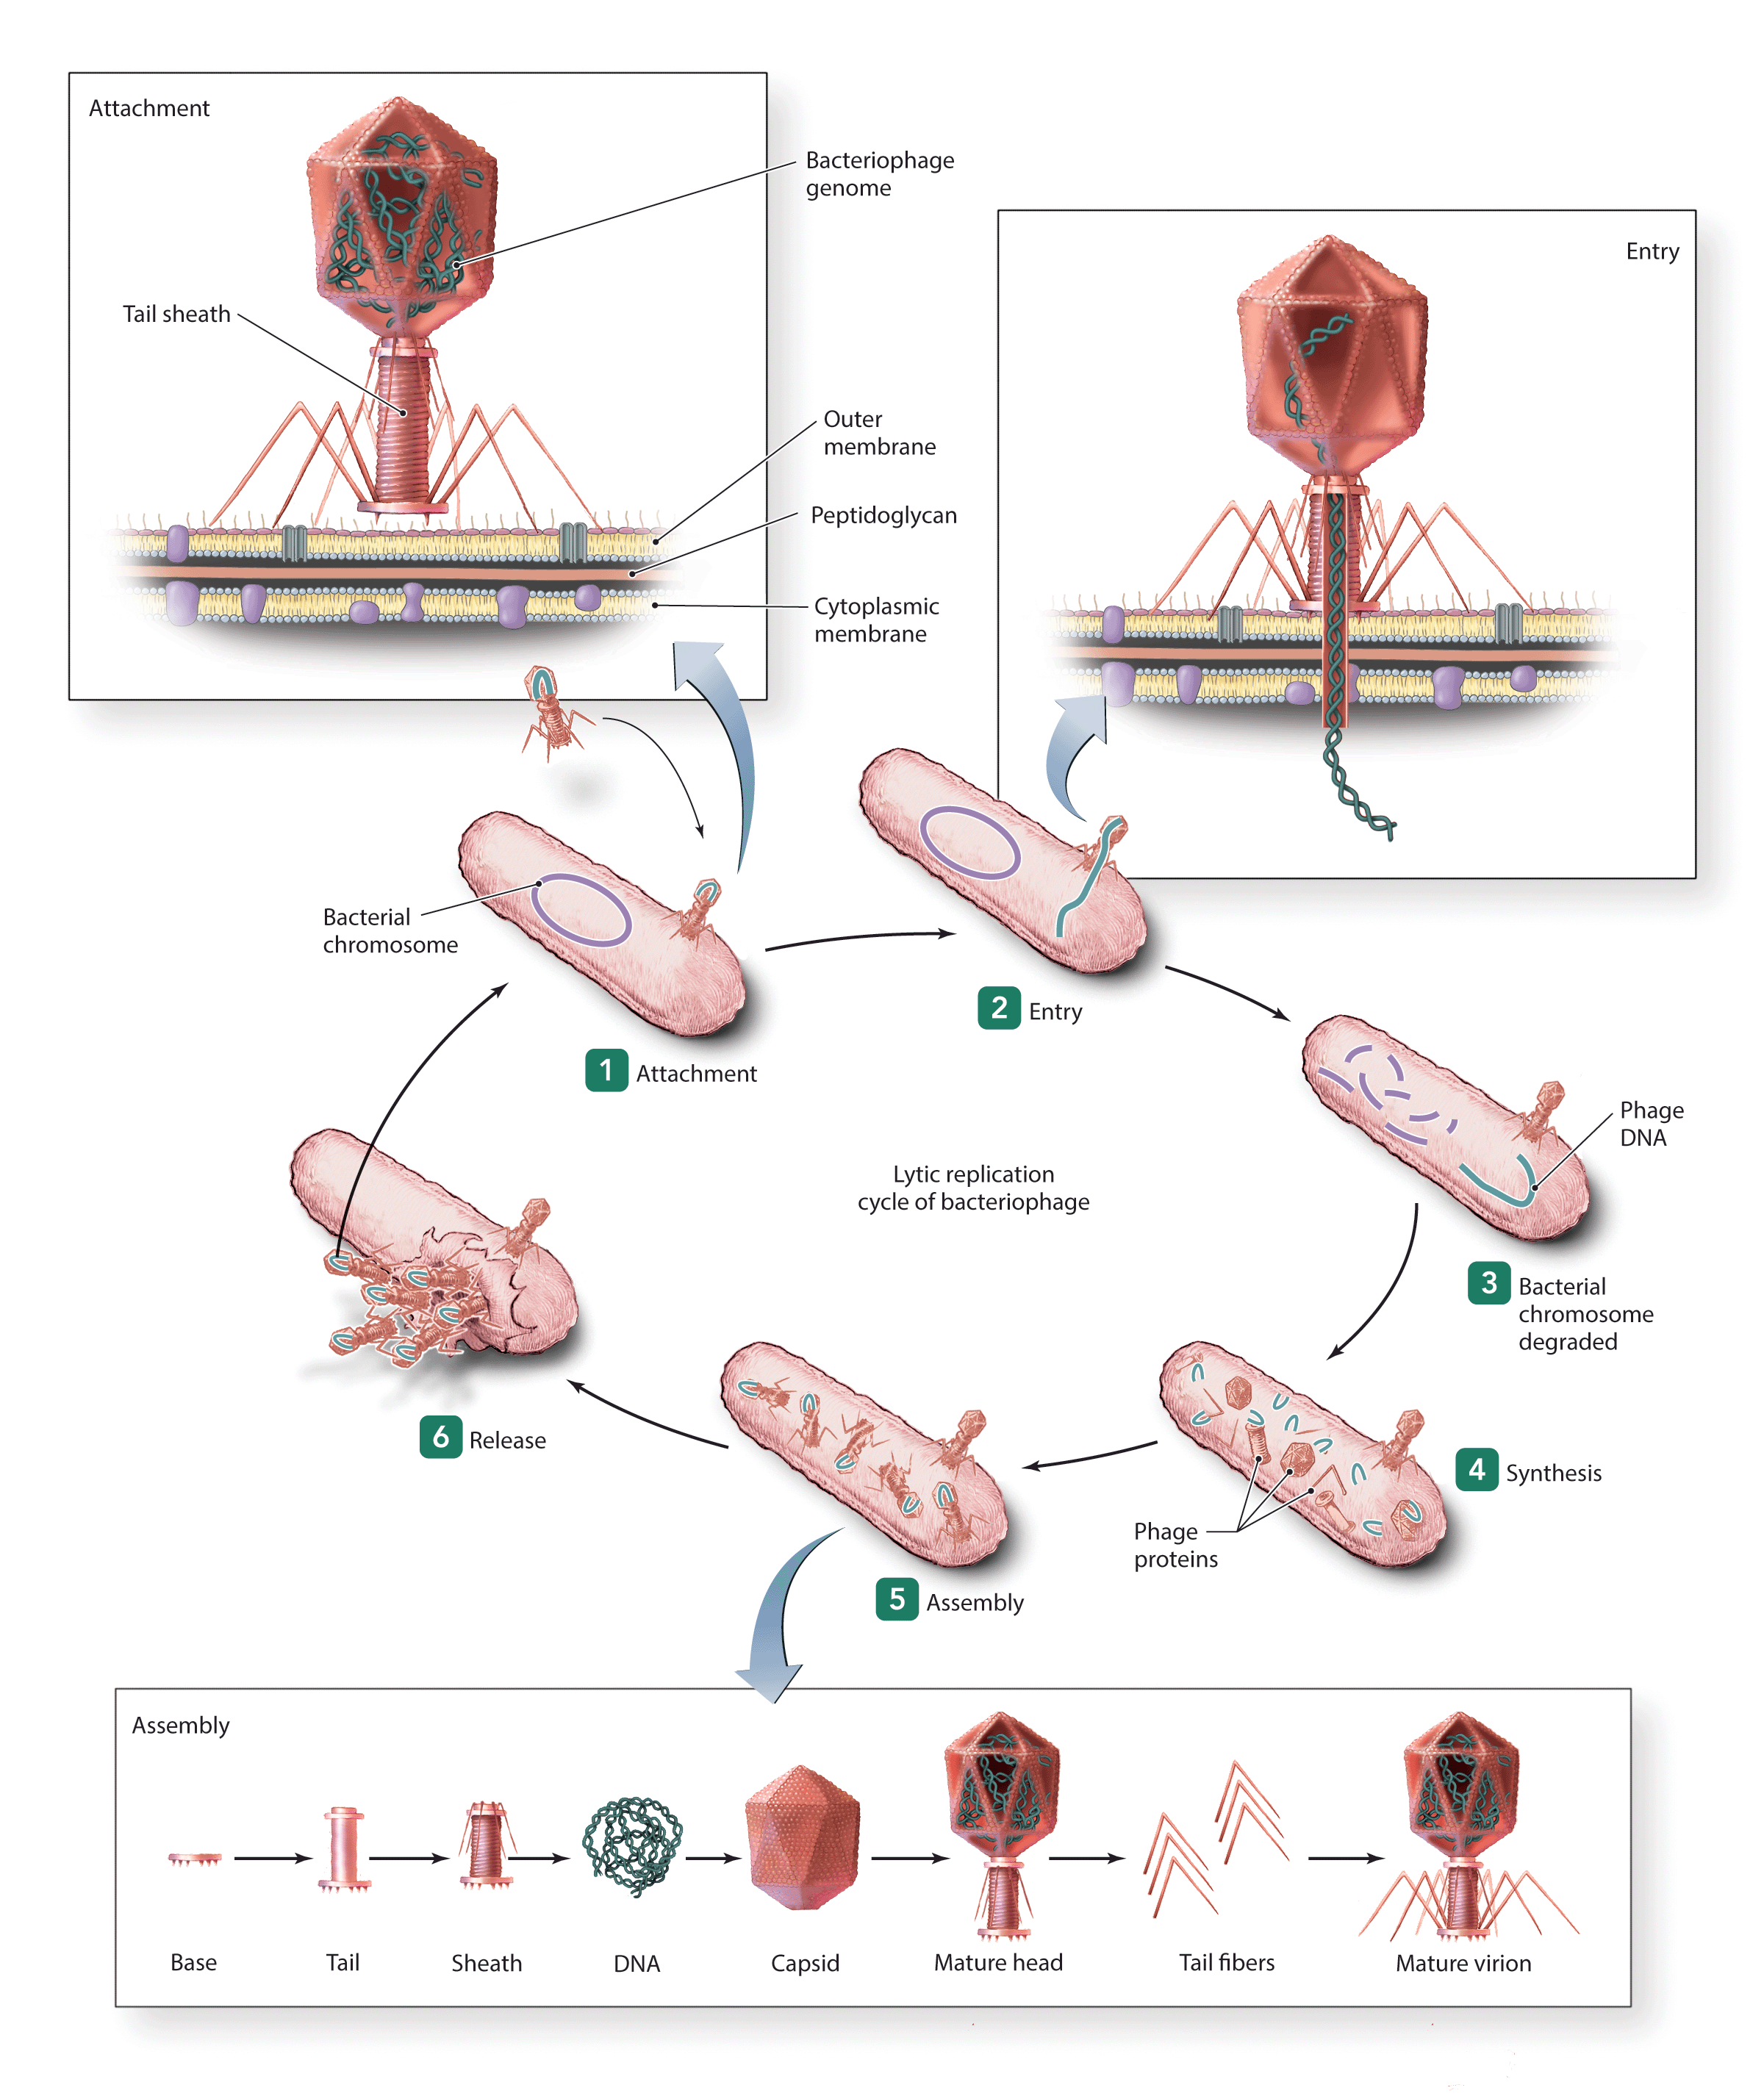 Attachment
Bacteriophage
genome
Tail sheath
Outer
membrane
Peptidoglycan
Cytoplasmic
membrane
Entry
Bacterial
chromosome
1 Attachment
2 Entry
Phage
DNA
3 Bacterial
chromosome
degraded
Lytic replication
cycle of bacteriophage
4 Synthesis
Phage
proteins
5 Assembly
6 Release
Assembly
Base
Tail
Sheath
DNA
Capsid
Mature head
Tail fibers
Mature virion